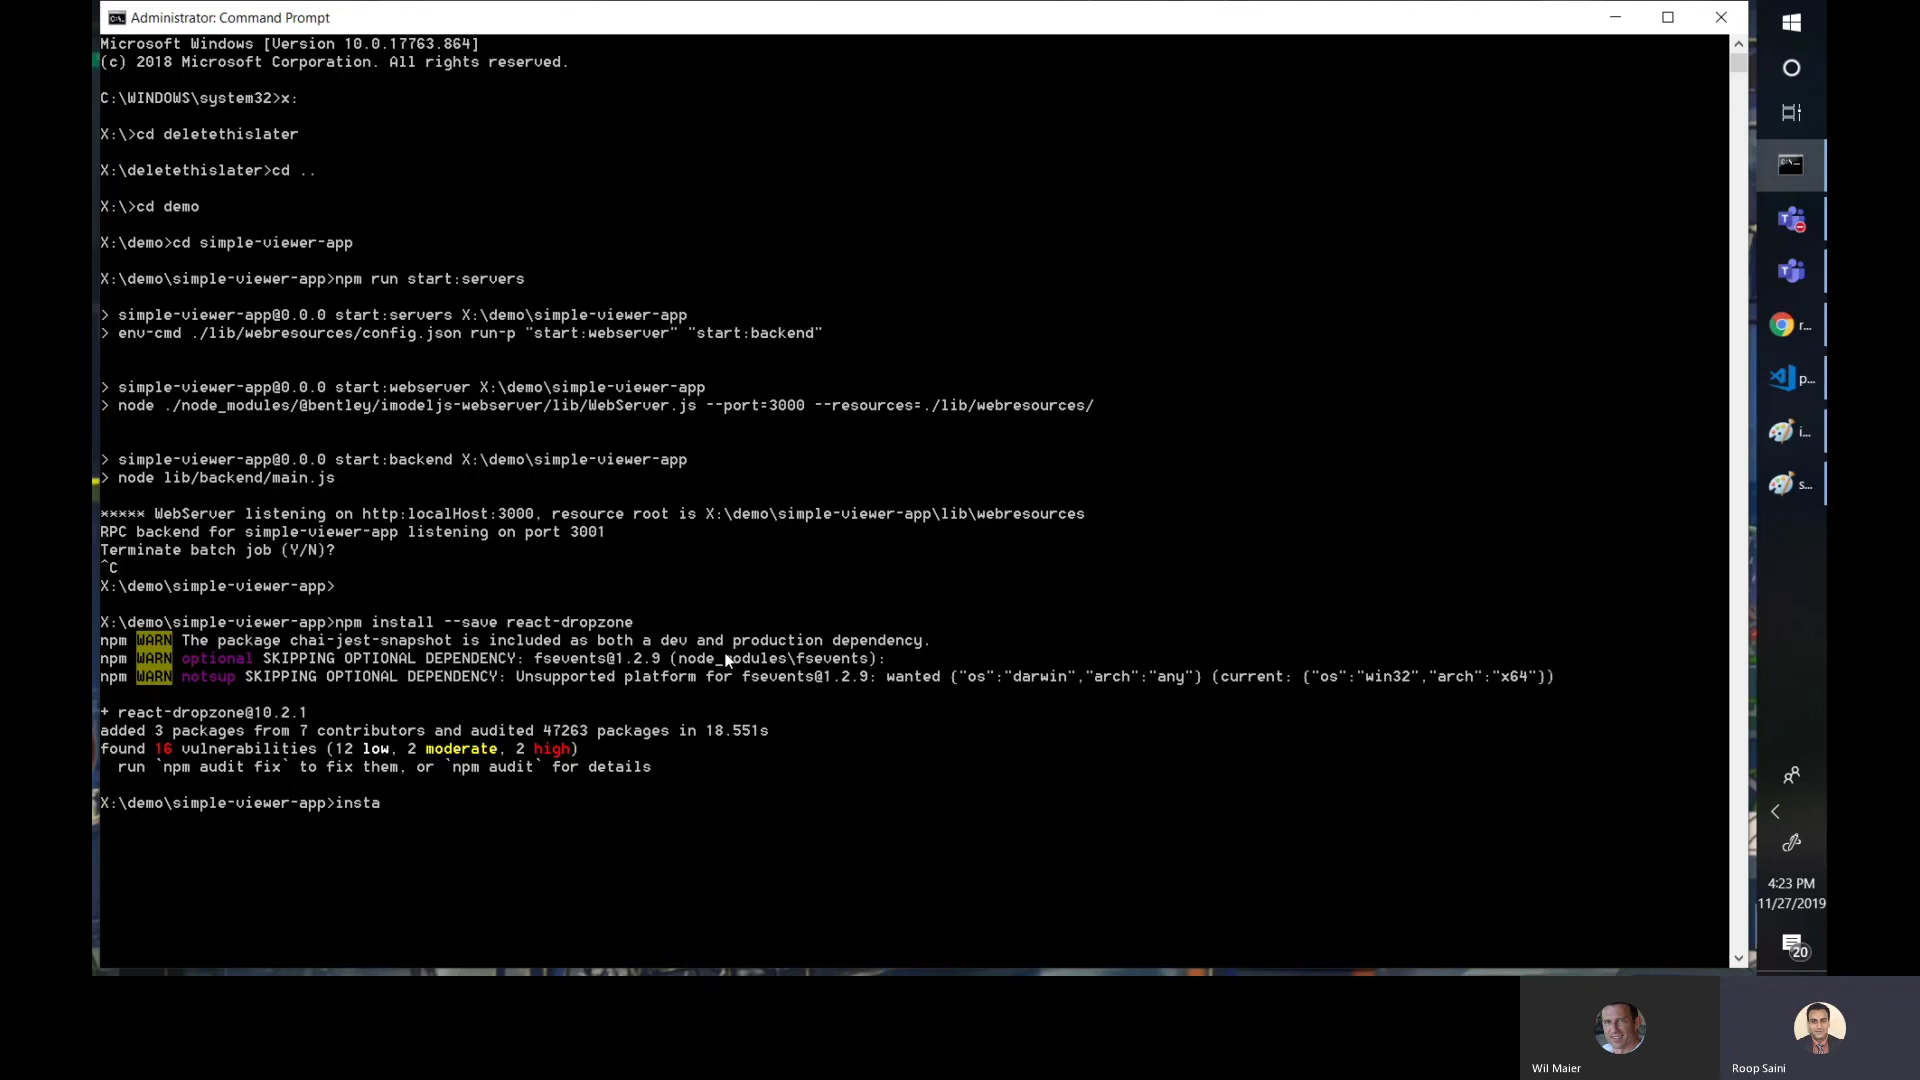 Administrator: Command Prompt
Microsoft Windows [Version 10.0.17763.864]
(c) 2018 Microsoft Corporation. All rights reserved.
C:\WINDOWS\system32>x:
X:\>cd deletethislater
X:\deletethislater>cd ..
X:\>cd demo
X:\demo>cd simple-viewer-app
X:\demo\simple-viewer-app>npm run start:servers
> simple-viewer-app@0.0.0 start:servers X:\demo\simple-viewer-app
> env-cmd ./lib/webresources/config.json run-p "start:webserver" "start:backend"
> simple-viewer-app@0.0.0 start:webserver X:\demo\simple-viewer-app
> node ./node_modules/@bentley/imodeljs-webserver/lib/WebServer.js --port=3000 --resources=./lib/webresources/
> simple-viewer-app@0.0.0 start:backend X:\demo\simple-viewer-app
> node lib/backend/main.js
***** WebServer listening on http:localHost:3000, resource root is X:\demo\simple-viewer-app\lib\webresources
RPC backend for simple-viewer-app listening on port 3001
Terminate batch job (Y/N)?
^C
X:\demo\simple-viewer-app>
X:\demo\simple-viewer-app>npm install --save react-dropzone
npm WARN The package chai-jest-snapshot is included as both a dev and production dependency.
npm WARN optional SKIPPING OPTIONAL DEPENDENCY: fsevents@1.2.9 (node_modules\fsevents):
npm WARN notsup SKIPPING OPTIONAL DEPENDENCY: Unsupported platform for fsevents@1.2.9: wanted {"os":"darwin","arch":"any"} (current: {"os":"win32","arch":"x64"})
+ react-dropzone@10.2.1
added 3 packages from 7 contributors and audited 47263 packages in 18.551s
found 16 vulnerabilities (12 low, 2 moderate, 2 high)
run `npm audit fix` to fix them, or `npm audit` for details
X:\demo\simple-viewer-app>insta
r...
p...
i...
s...
4:23 PM
11/27/2019
20
Wil Maier
Roop Saini